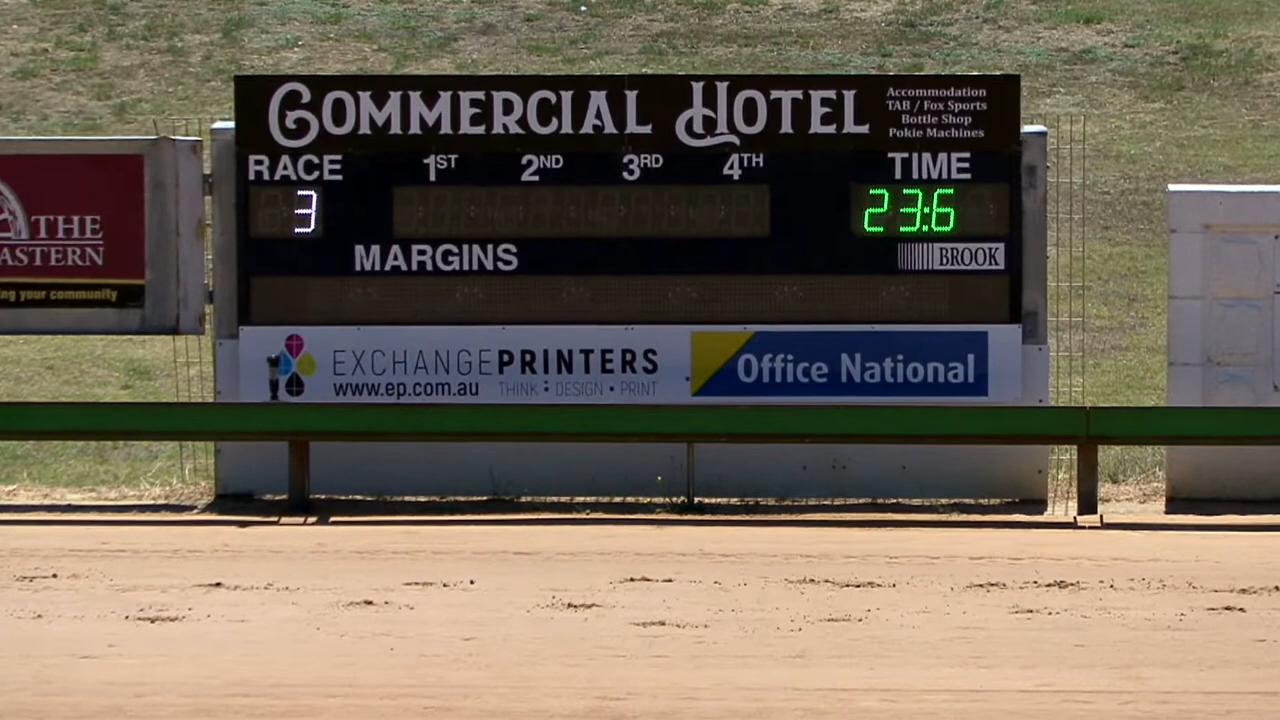 COMMERCIAL HOTEL
Accommodation
TAB / Fox Sports
Bottle Shop
Pokie Machines
RACE 1ST 2ND 3RD 4TH TIME
3 23:6
MARGINS
BROOK
THE
ASTERN
ing your community
EXCHANGEPRINTERS
www.ep.com.au THINK : DESIGN • PRINT
Office National